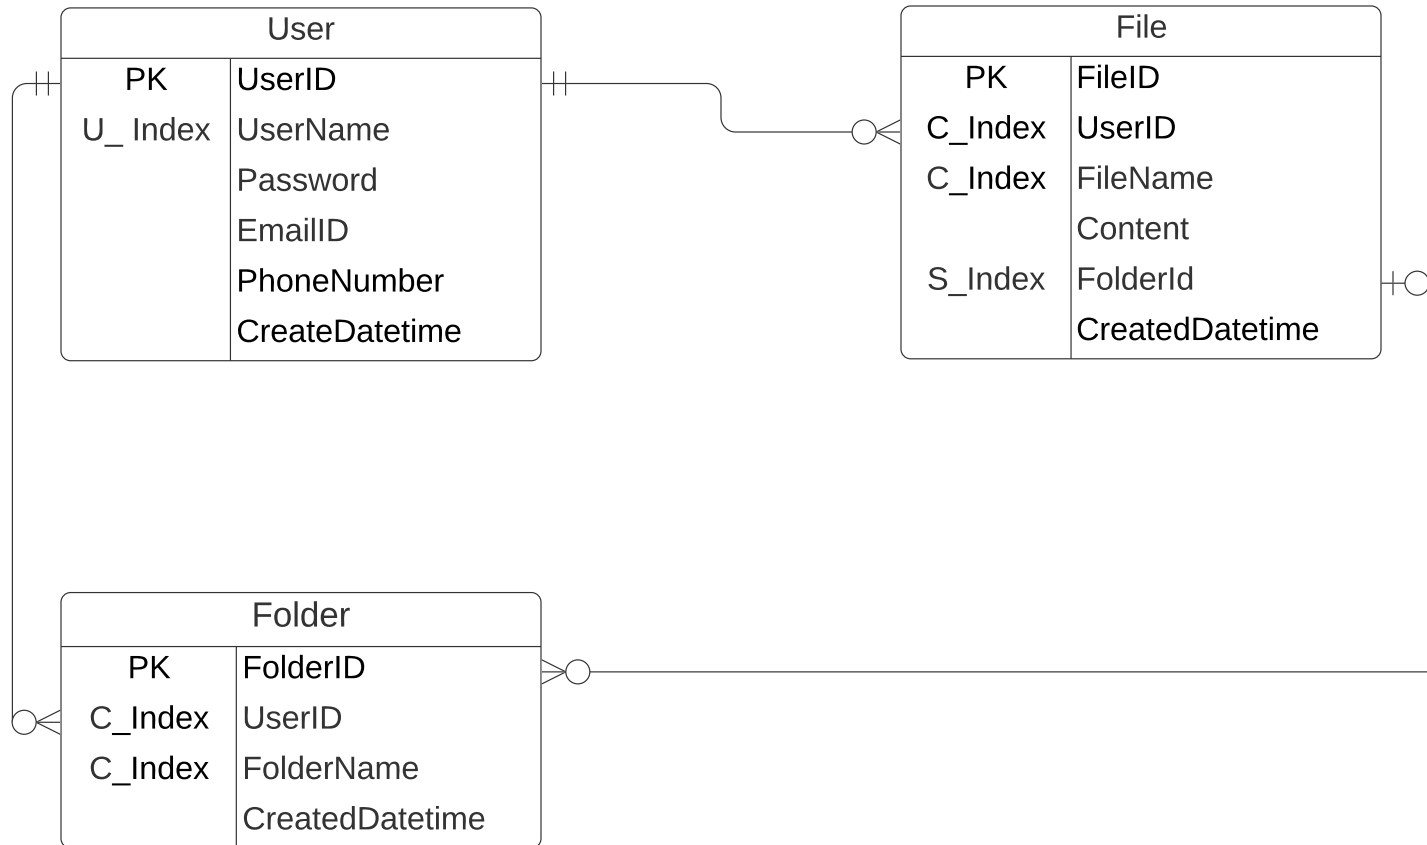 User
PK UserID
U_ Index UserName
Password
EmailID
PhoneNumber
CreateDatetime
File
PK FileID
C_Index UserID
C_Index FileName
Content
S_Index FolderId
CreatedDatetime
Folder
PK FolderID
C_Index UserID
C_Index FolderName
CreatedDatetime